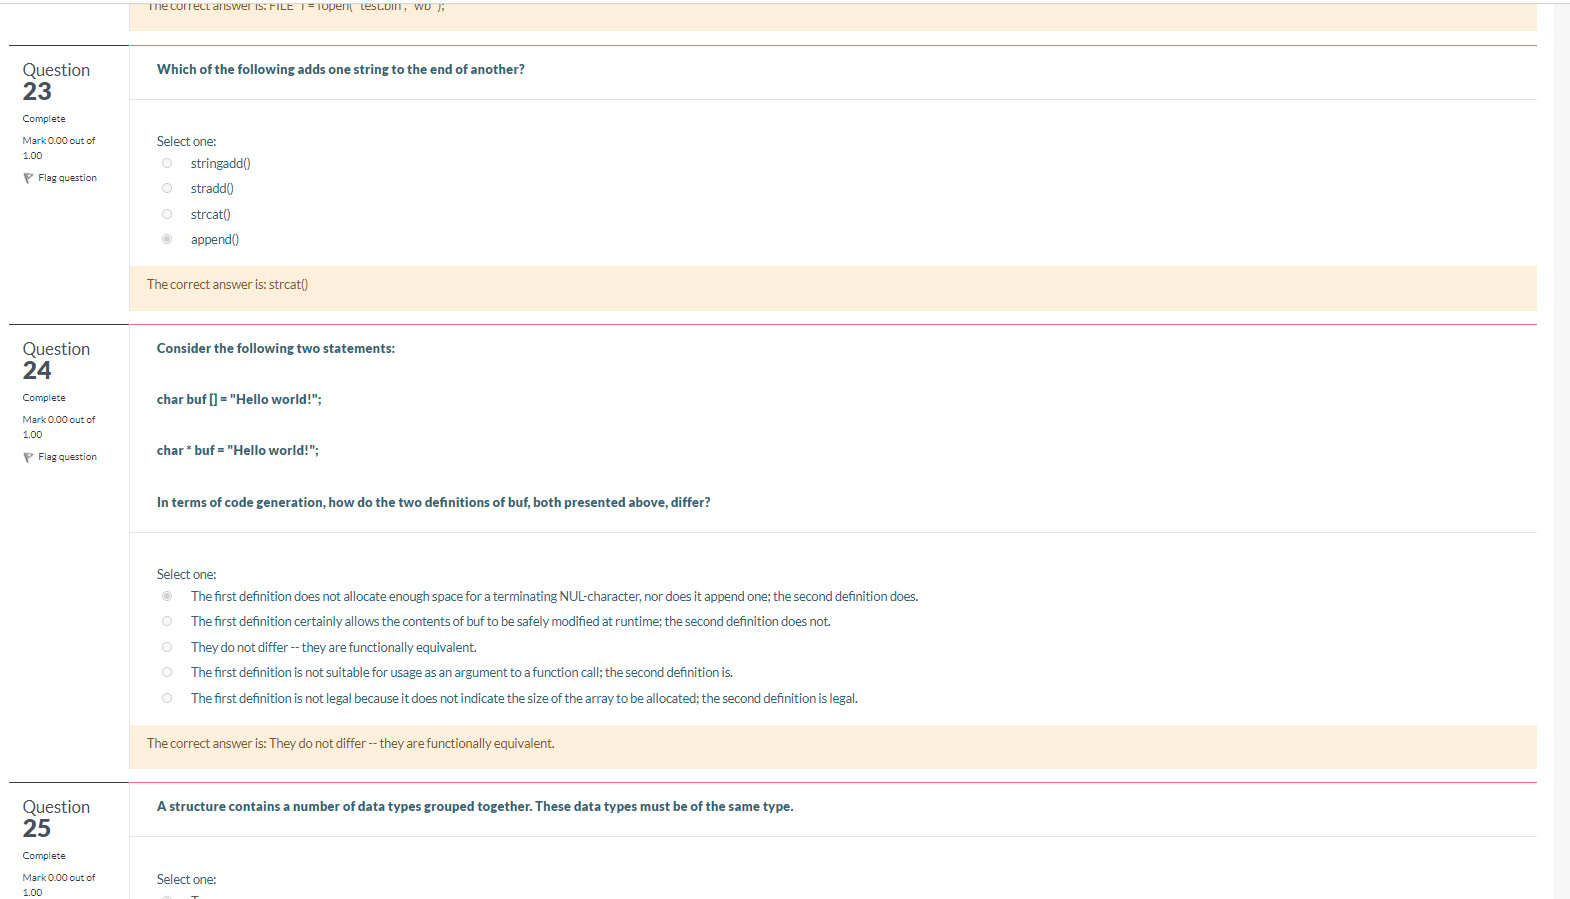 The correct answer is: FILE * f = fopen( "test.bin", "wb" );
Question
23
Complete
Mark 0.00 out of
1.00
Flag question
Which of the following adds one string to the end of another?
Select one:
stringadd()
stradd()
strcat()
append()
The correct answer is: strcat()
Question
24
Complete
Mark 0.00 out of
1.00
Flag question
Consider the following two statements:
char buf [] = "Hello world!";
char * buf = "Hello world!";
In terms of code generation, how do the two definitions of buf, both presented above, differ?
Select one:
The first definition does not allocate enough space for a terminating NUL-character, nor does it append one; the second definition does.
The first definition certainly allows the contents of buf to be safely modified at runtime; the second definition does not.
They do not differ -- they are functionally equivalent.
The first definition is not suitable for usage as an argument to a function call; the second definition is.
The first definition is not legal because it does not indicate the size of the array to be allocated; the second definition is legal.
The correct answer is: They do not differ -- they are functionally equivalent.
Question
25
Complete
Mark 0.00 out of
1.00
A structure contains a number of data types grouped together. These data types must be of the same type.
Select one: